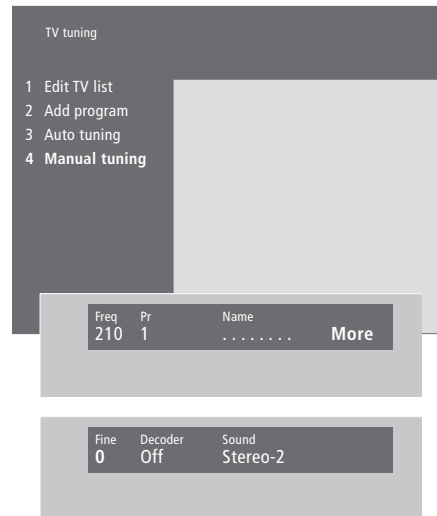 TV tuning
1 Edit TV list
2 Add program
3 Auto tuning
4 Manual tuning
Freq Pr Name
210 1 . . . . . . . . More
Fine Decoder Sound
0 Off Stereo-2